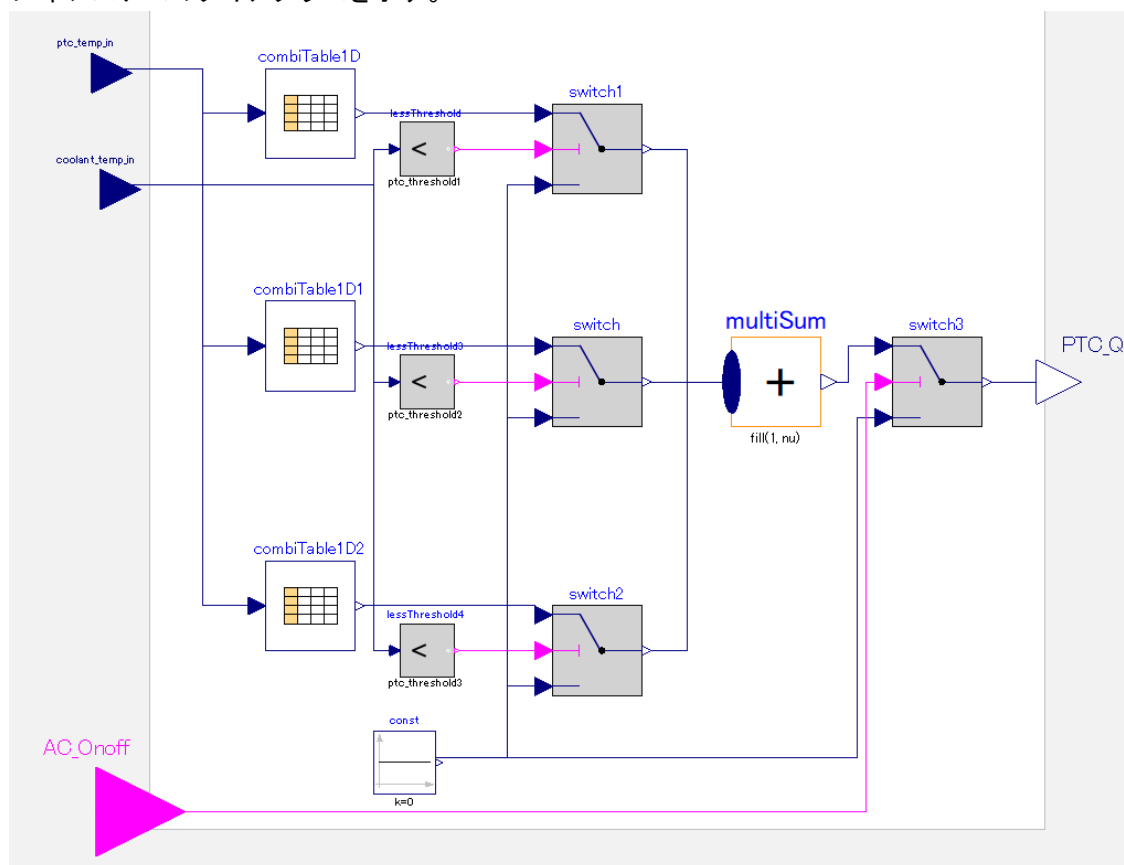 ptc_temp_in
combiTable1D
switch1
lessThreshold
<
ptc_threshold1
coolant_temp_in
combiTable1D1
switch
multiSum
switch3
PTC_Q
lessThreshold3
<
ptc_threshold2
+
fill(1, nu)
combiTable1D2
switch2
lessThreshold4
<
ptc_threshold3
const
k=0
AC_Onoff